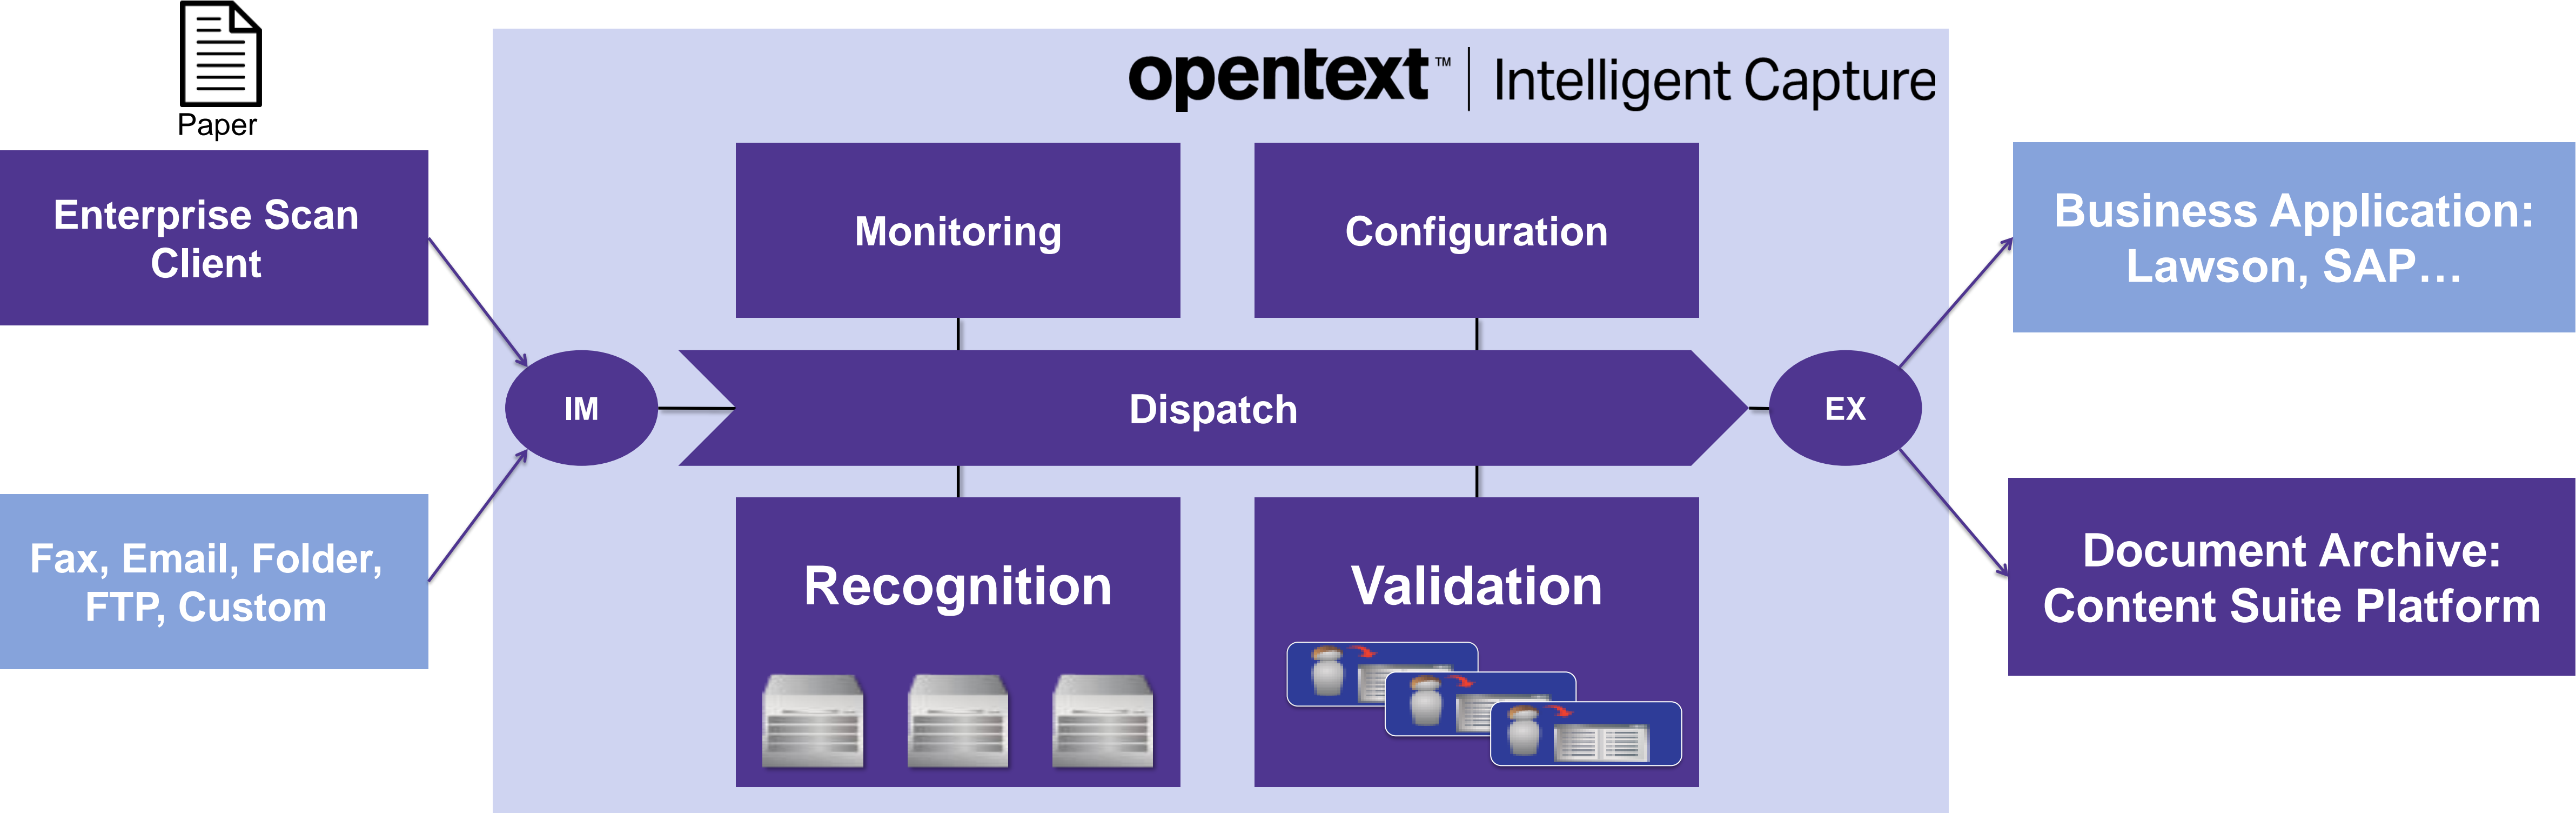 Paper
Enterprise Scan
Client
Fax, Email, Folder,
FTP, Custom
opentext™ | Intelligent Capture
Monitoring
Configuration
IM
Dispatch
EX
Recognition
Validation
Business Application:
Lawson, SAP…
Document Archive:
Content Suite Platform